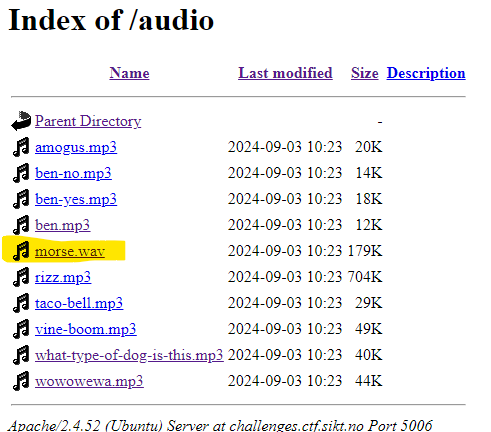 Index of /audio
Name Last modified Size Description
Parent Directory -
amogus.mp3 2024-09-03 10:23 20K
ben-no.mp3 2024-09-03 10:23 14K
ben-yes.mp3 2024-09-03 10:23 18K
ben.mp3 2024-09-03 10:23 12K
morse.wav 2024-09-03 10:23 179K
rizz.mp3 2024-09-03 10:23 704K
taco-bell.mp3 2024-09-03 10:23 29K
vine-boom.mp3 2024-09-03 10:23 49K
what-type-of-dog-is-this.mp3 2024-09-03 10:23 40K
wowowewa.mp3 2024-09-03 10:23 44K
Apache/2.4.52 (Ubuntu) Server at challenges.ctf.sikt.no Port 5006